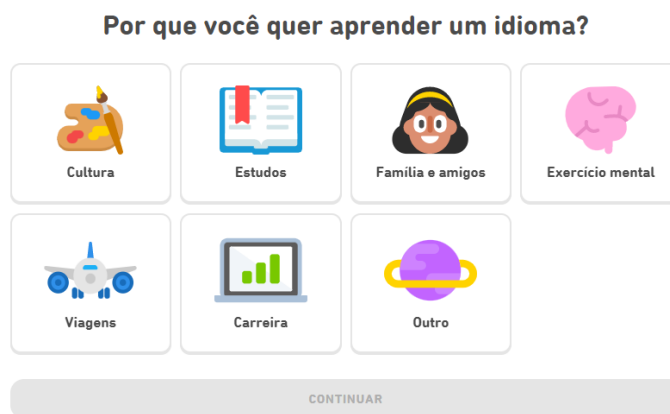 Por que você quer aprender um idioma?
Cultura
Estudos
Família e amigos
Exercício mental
Viagens
Carreira
Outro
CONTINUAR